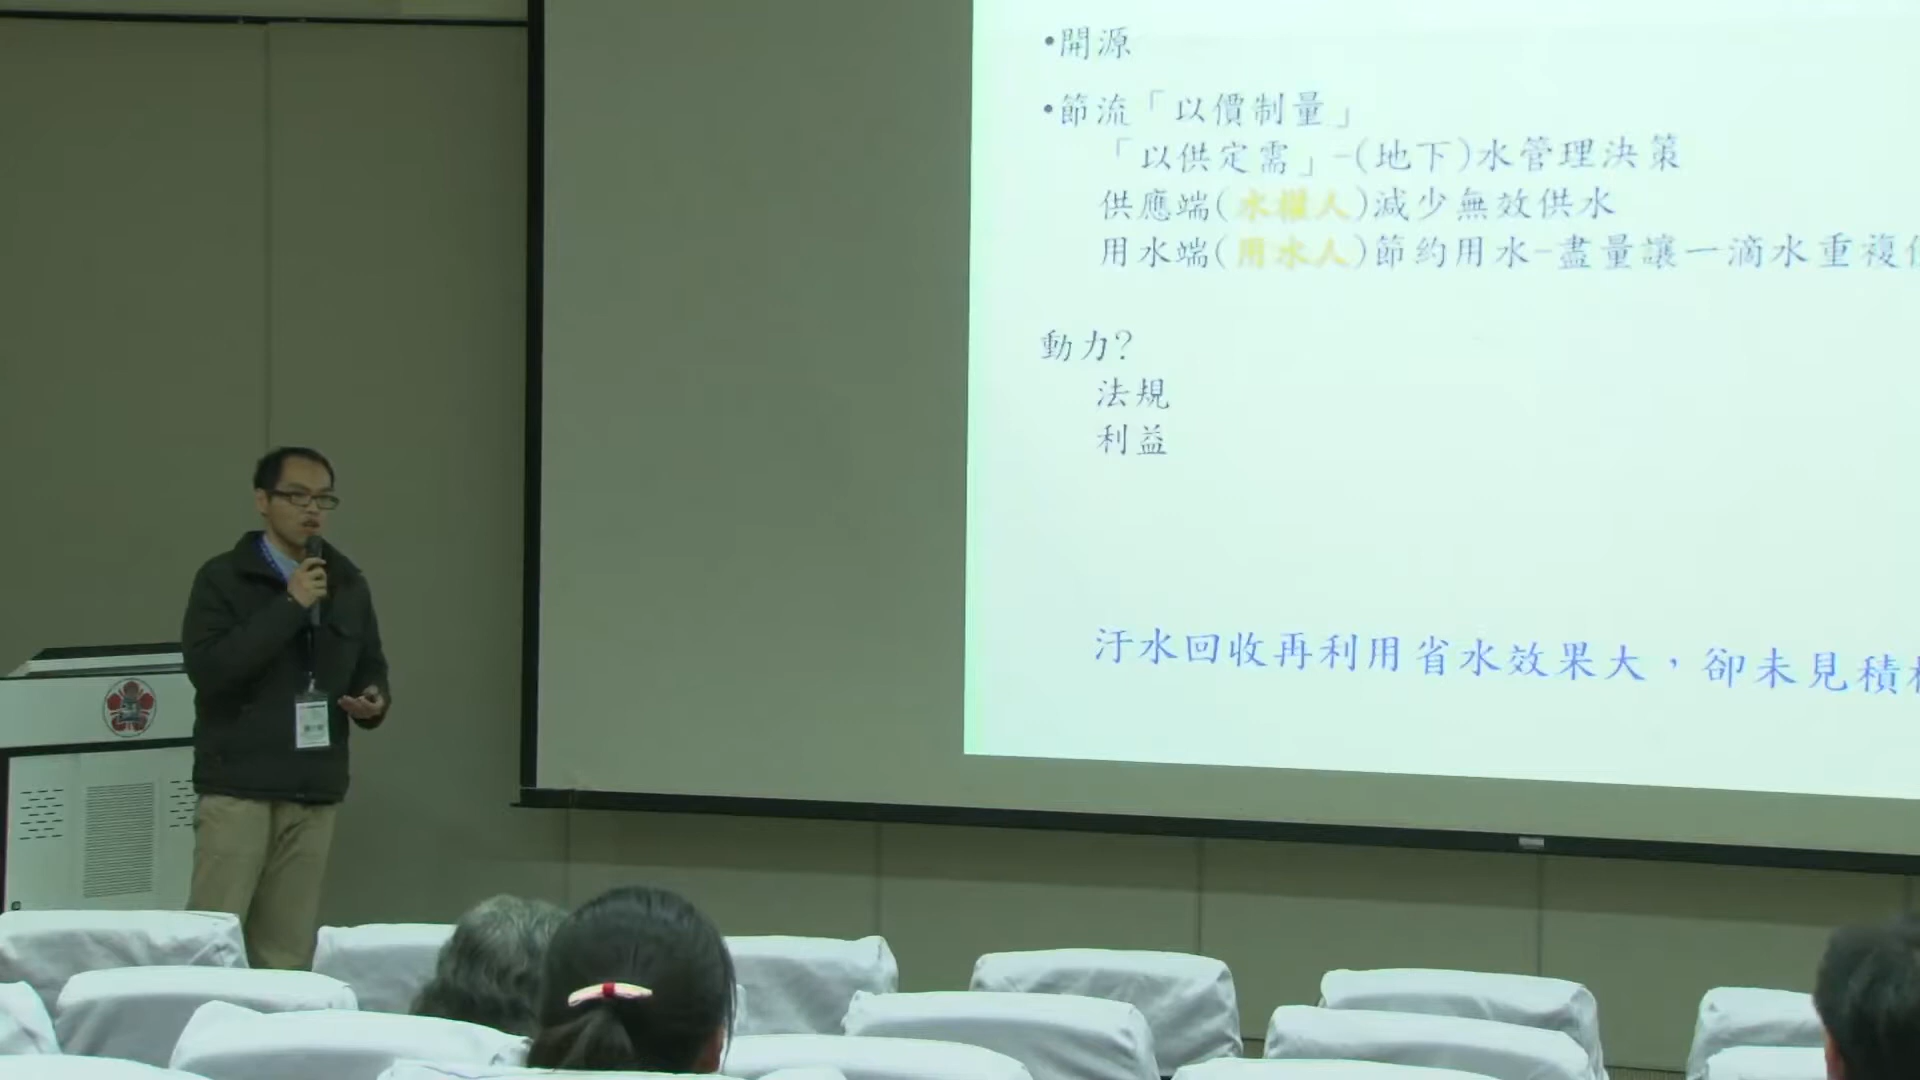 •開源
•節流「以價制量」
「以供定需」-(地下)水管理決策
供應端(水權人)減少無效供水
用水端(用水人)節約用水-盡量讓一滴水重複
動力?
法規
利益
汙水回收再利用省水效果大，卻未見積